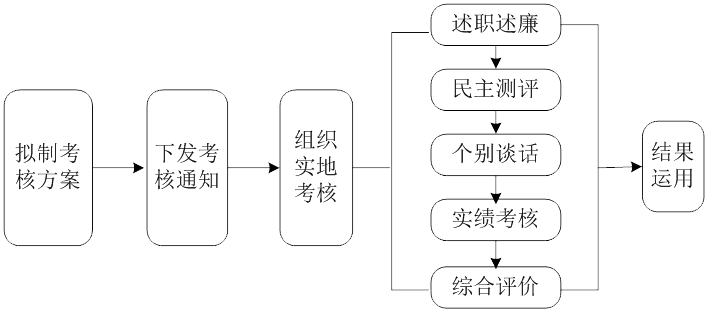 拟制考
核方案
下发考
核通知
组织
实地
考核
述职述廉
民主测评
个别谈话
实绩考核
综合评价
结果
运用